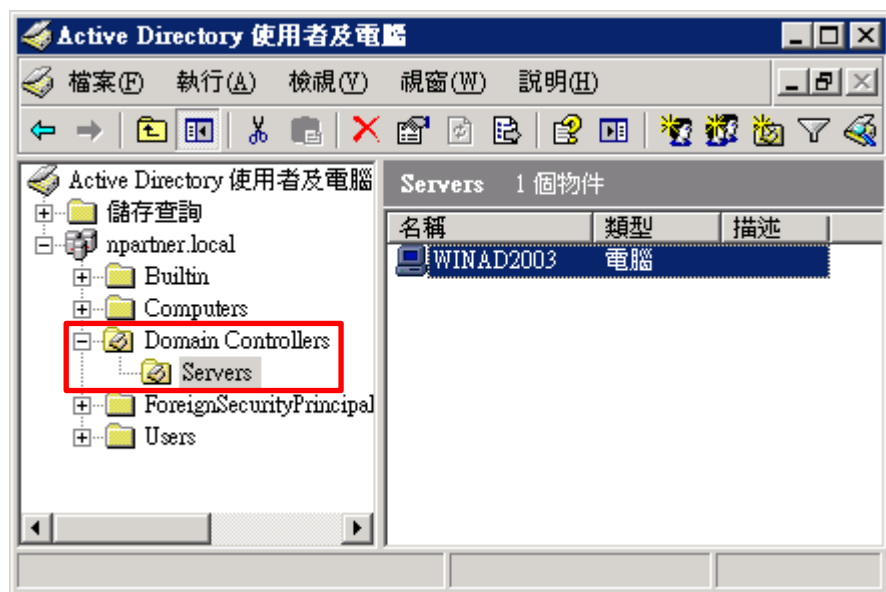 Active Directory 使用者及電腦
檔案(F) 執行(A) 檢視(V) 視窗(W) 說明(H)
Active Directory 使用者及電腦
儲存查詢
npartner.local
Builtin
Computers
Domain Controllers
Servers
ForeignSecurityPrincipal
Users
Servers 1 個物件
名稱 類型 描述
WINAD2003 電腦